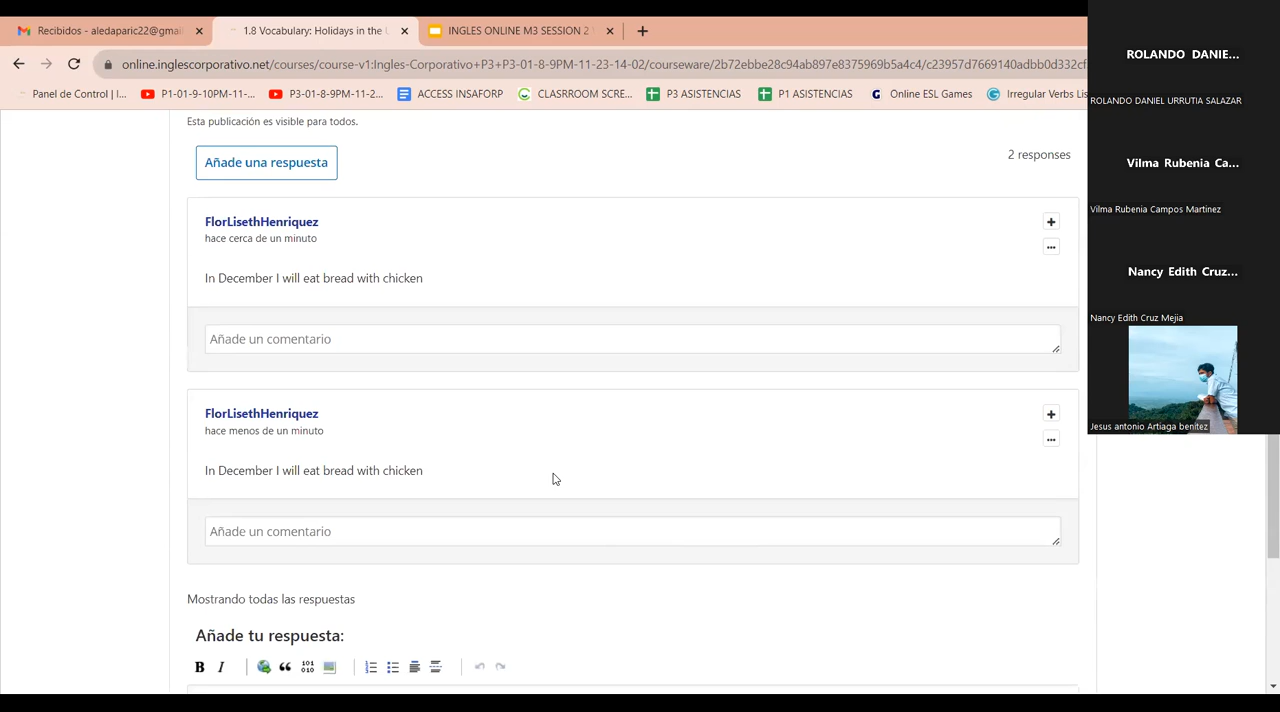 Recibidos - aledaparic22@gmai
1.8 Vocabulary: Holidays in the U
INGLES ONLINE M3 SESSION 2
online.inglescorporativo.net/courses/course-v1:Ingles-Corporativo+P3+P3-01-8-9PM-11-23-14-02/courseware/2b72ebbe28c94ab897e8375969b5a4c4/c23957d7669140adbb0d332cf
Panel de Control | I...
P1-01-9-10PM-11-...
P3-01-8-9PM-11-2...
ACCESS INSAFORP
CLASRROOM SCRE...
P3 ASISTENCIAS
P1 ASISTENCIAS
Online ESL Games
Irregular Verbs Lis
Esta publicación es visible para todos.
Añade una respuesta
2 responses
FlorLisethHenriquez
hace cerca de un minuto
In December I will eat bread with chicken
Añade un comentario
FlorLisethHenriquez
hace menos de un minuto
In December I will eat bread with chicken
Añade un comentario
Mostrando todas las respuestas
Añade tu respuesta:
B I
101
010
ROLANDO DANIE...
ROLANDO DANIEL URRUTIA SALAZAR
Vilma Rubenia Ca...
Vilma Rubenia Campos Martinez
Nancy Edith Cruz...
Nancy Edith Cruz Mejia
Jesus antonio Artiaga benitez